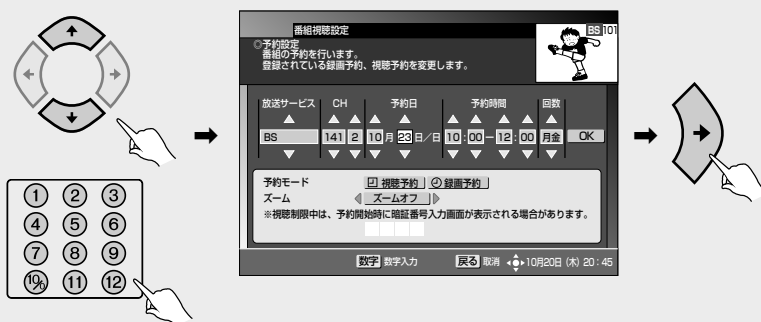 番組視聴設定
BS 101
◎予約設定
番組の予約を行います。
登録されている録画予約、視聴予約を変更します。
放送サービス CH 予約日 予約時間 回数
BS 141 2 10月23日/日 10:00-12:00 月金 OK
予約モード 視聴予約 録画予約
ズーム ズームオフ
※視聴制限中は、予約開始時に暗証番号入力画面が表示される場合があります。
数字 数字入力 戻る 取消 10月20日(木) 20:45
1 2 3
4 5 6
7 8 9
10/0 11 12